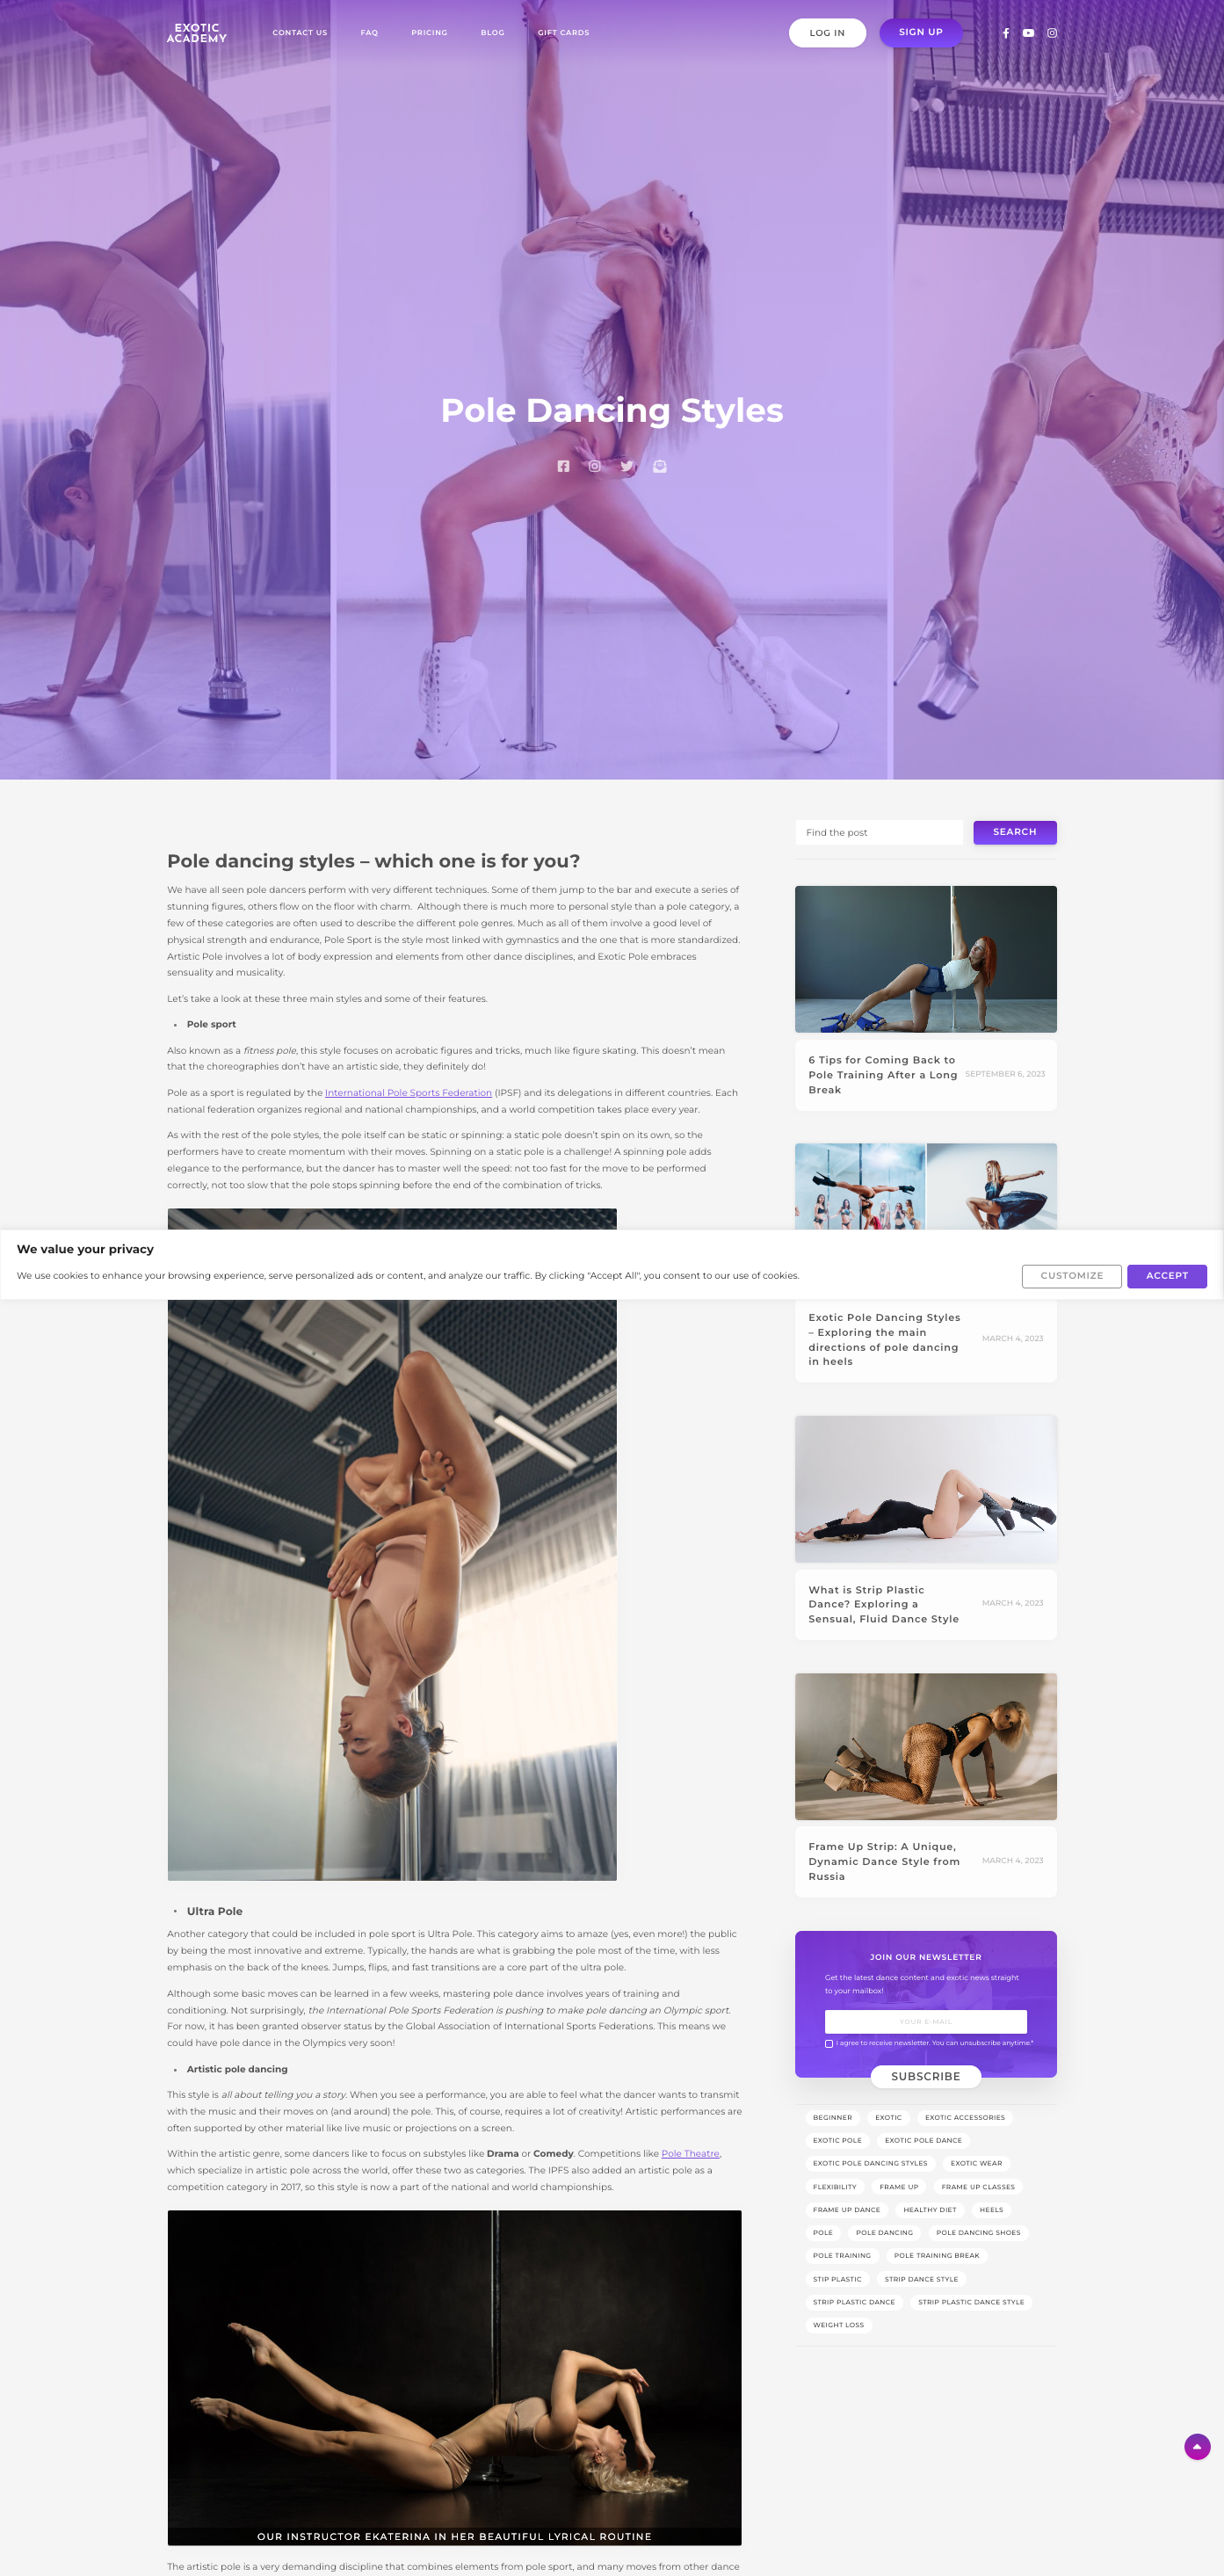 EXOTIC
ACADEMY
CONTACT US
FAQ
PRICING
BLOG
GIFT CARDS
LOG IN
SIGN UP
Pole Dancing Styles
Find the post
SEARCH
Pole dancing styles – which one is for you?
We have all seen pole dancers perform with very different techniques. Some of them jump to the bar and execute a series of
stunning figures, others flow on the floor with charm.  Although there is much more to personal style than a pole category, a
few of these categories are often used to describe the different pole genres. Much as all of them involve a good level of
physical strength and endurance, Pole Sport is the style most linked with gymnastics and the one that is more standardized.
Artistic Pole involves a lot of body expression and elements from other dance disciplines, and Exotic Pole embraces
sensuality and musicality.
Let’s take a look at these three main styles and some of their features.
• Pole sport
Also known as a fitness pole, this style focuses on acrobatic figures and tricks, much like figure skating. This doesn’t mean
that the choreographies don’t have an artistic side, they definitely do!
Pole as a sport is regulated by the International Pole Sports Federation (IPSF) and its delegations in different countries. Each
national federation organizes regional and national championships, and a world competition takes place every year.
As with the rest of the pole styles, the pole itself can be static or spinning: a static pole doesn’t spin on its own, so the
performers have to create momentum with their moves. Spinning on a static pole is a challenge! A spinning pole adds
elegance to the performance, but the dancer has to master well the speed: not too fast for the move to be performed
correctly, not too slow that the pole stops spinning before the end of the combination of tricks.
6 Tips for Coming Back to
Pole Training After a Long
Break
SEPTEMBER 6, 2023
We value your privacy
We use cookies to enhance your browsing experience, serve personalized ads or content, and analyze our traffic. By clicking "Accept All", you consent to our use of cookies.
CUSTOMIZE
ACCEPT
Exotic Pole Dancing Styles
– Exploring the main
directions of pole dancing
in heels
MARCH 4, 2023
What is Strip Plastic
Dance? Exploring a
Sensual, Fluid Dance Style
MARCH 4, 2023
Frame Up Strip: A Unique,
Dynamic Dance Style from
Russia
MARCH 4, 2023
• Ultra Pole
Another category that could be included in pole sport is Ultra Pole. This category aims to amaze (yes, even more!) the public
by being the most innovative and extreme. Typically, the hands are what is grabbing the pole most of the time, with less
emphasis on the back of the knees. Jumps, flips, and fast transitions are a core part of the ultra pole.
Although some basic moves can be learned in a few weeks, mastering pole dance involves years of training and
conditioning. Not surprisingly, the International Pole Sports Federation is pushing to make pole dancing an Olympic sport.
For now, it has been granted observer status by the Global Association of International Sports Federations. This means we
could have pole dance in the Olympics very soon!
• Artistic pole dancing
This style is all about telling you a story. When you see a performance, you are able to feel what the dancer wants to transmit
with the music and their moves on (and around) the pole. This, of course, requires a lot of creativity! Artistic performances are
often supported by other material like live music or projections on a screen.
Within the artistic genre, some dancers like to focus on substyles like Drama or Comedy. Competitions like Pole Theatre,
which specialize in artistic pole across the world, offer these two as categories. The IPFS also added an artistic pole as a
competition category in 2017, so this style is now a part of the national and world championships.
JOIN OUR NEWSLETTER
Get the latest dance content and exotic news straight
to your mailbox!
YOUR E-MAIL
I agree to receive newsletter. You can unsubscribe anytime.*
SUBSCRIBE
BEGINNER
EXOTIC
EXOTIC ACCESSORIES
EXOTIC POLE
EXOTIC POLE DANCE
EXOTIC POLE DANCING STYLES
EXOTIC WEAR
FLEXIBILITY
FRAME UP
FRAME UP CLASSES
FRAME UP DANCE
HEALTHY DIET
HEELS
POLE
POLE DANCING
POLE DANCING SHOES
POLE TRAINING
POLE TRAINING BREAK
STIP PLASTIC
STRIP DANCE STYLE
STRIP PLASTIC DANCE
STRIP PLASTIC DANCE STYLE
WEIGHT LOSS
OUR INSTRUCTOR EKATERINA IN HER BEAUTIFUL LYRICAL ROUTINE
The artistic pole is a very demanding discipline that combines elements from pole sport, and many moves from other dance